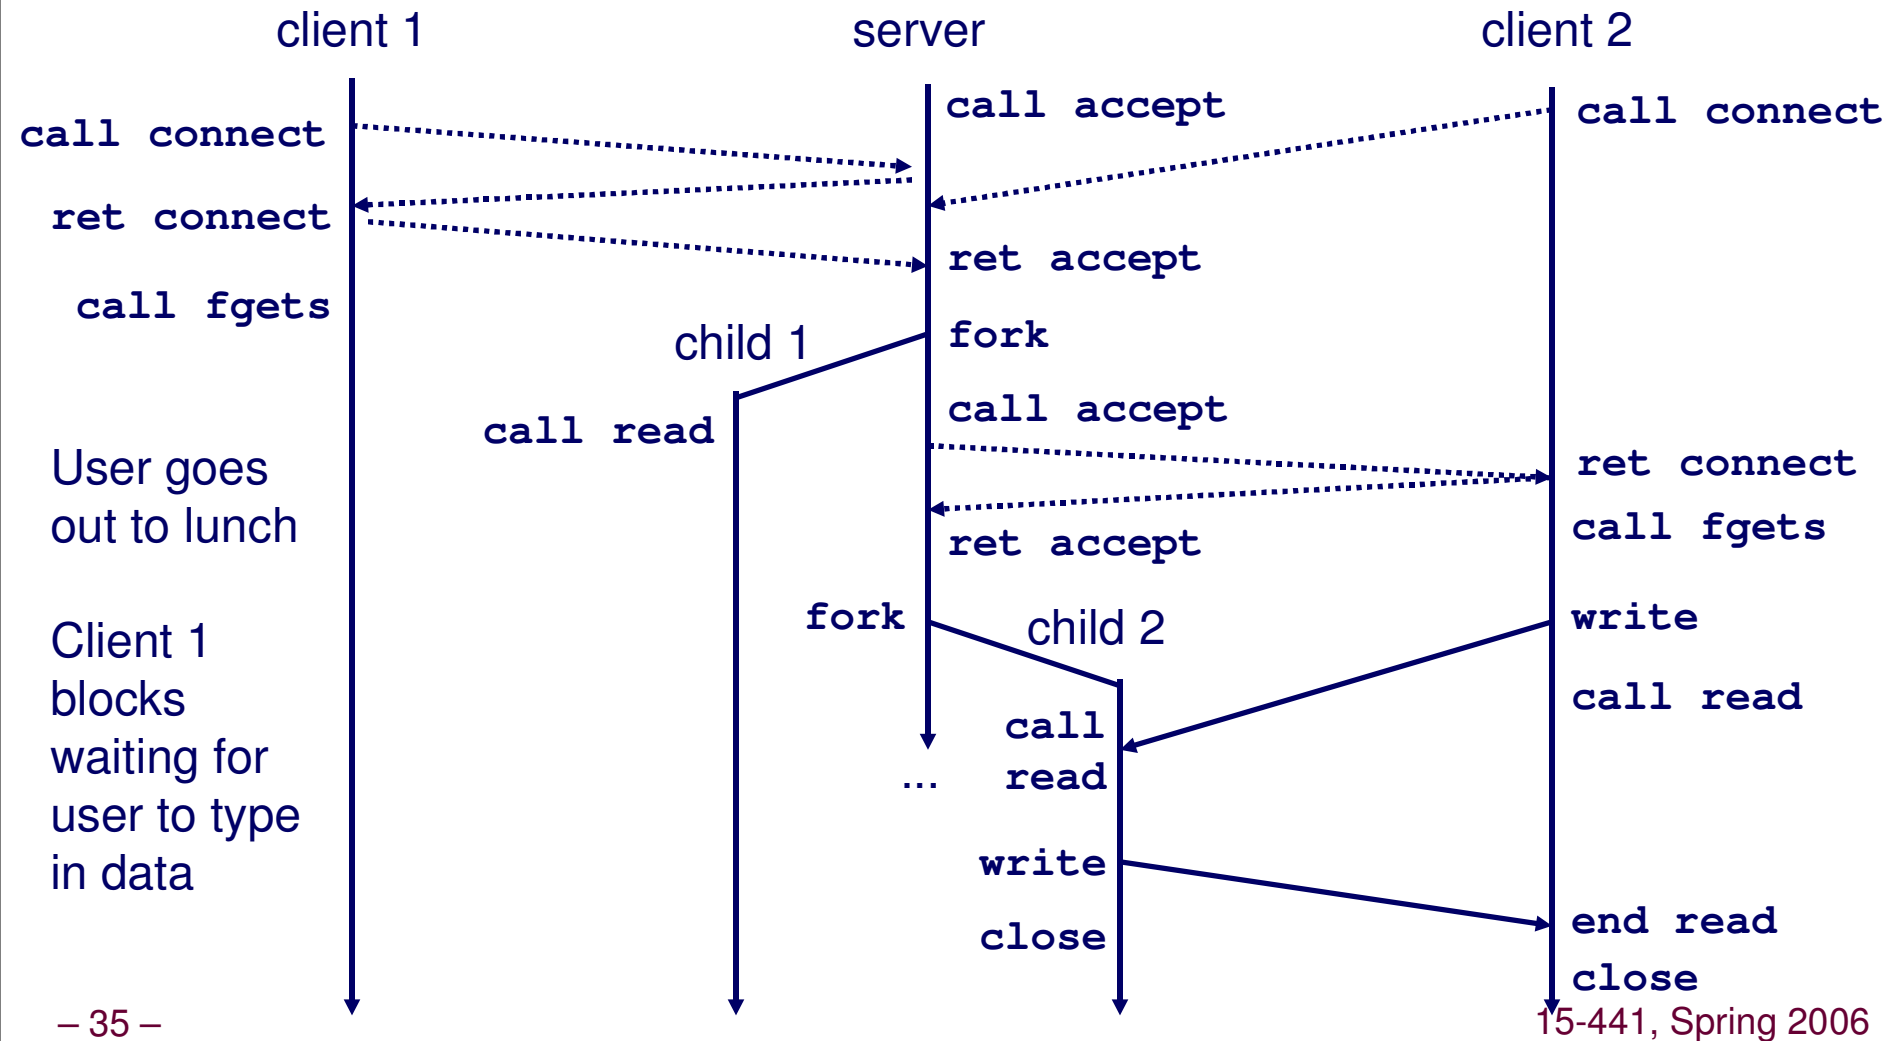 client 1
server
client 2
call accept
call connect
call connect
ret connect
ret accept
call fgets
child 1
fork
call accept
call read
User goes
out to lunch
ret connect
call fgets
ret accept
fork
child 2
write
Client 1
blocks
waiting for
user to type
in data
call read
call
read
...
write
close
end read
close
– 35 –
15-441, Spring 2006